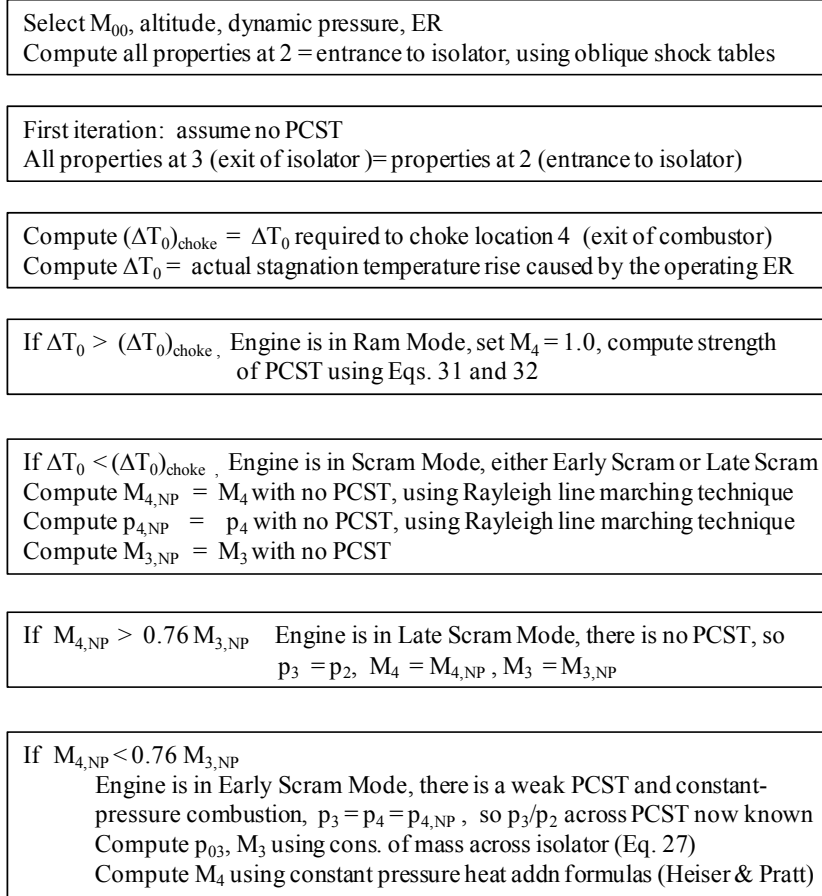 Select M₀₀, altitude, dynamic pressure, ER
Compute all properties at 2 = entrance to isolator, using oblique shock tables
First iteration: assume no PCST
All properties at 3 (exit of isolator )= properties at 2 (entrance to isolator)
Compute (ΔT₀)choke = ΔT₀ required to choke location 4 (exit of combustor)
Compute ΔT₀ = actual stagnation temperature rise caused by the operating ER
If ΔT₀ > (ΔT₀)choke , Engine is in Ram Mode, set M₄ = 1.0, compute strength
of PCST using Eqs. 31 and 32
If ΔT₀ < (ΔT₀)choke , Engine is in Scram Mode, either Early Scram or Late Scram
Compute M4,NP = M₄ with no PCST, using Rayleigh line marching technique
Compute p4,NP = p₄ with no PCST, using Rayleigh line marching technique
Compute M3,NP = M₃ with no PCST
If M4,NP > 0.76 M3,NP Engine is in Late Scram Mode, there is no PCST, so
p₃ = p₂, M₄ = M4,NP , M₃ = M3,NP
If M4,NP < 0.76 M3,NP
Engine is in Early Scram Mode, there is a weak PCST and constant-
pressure combustion, p₃ = p₄ = p4,NP , so p₃/p₂ across PCST now known
Compute p₀₃, M₃ using cons. of mass across isolator (Eq. 27)
Compute M₄ using constant pressure heat addn formulas (Heiser & Pratt)